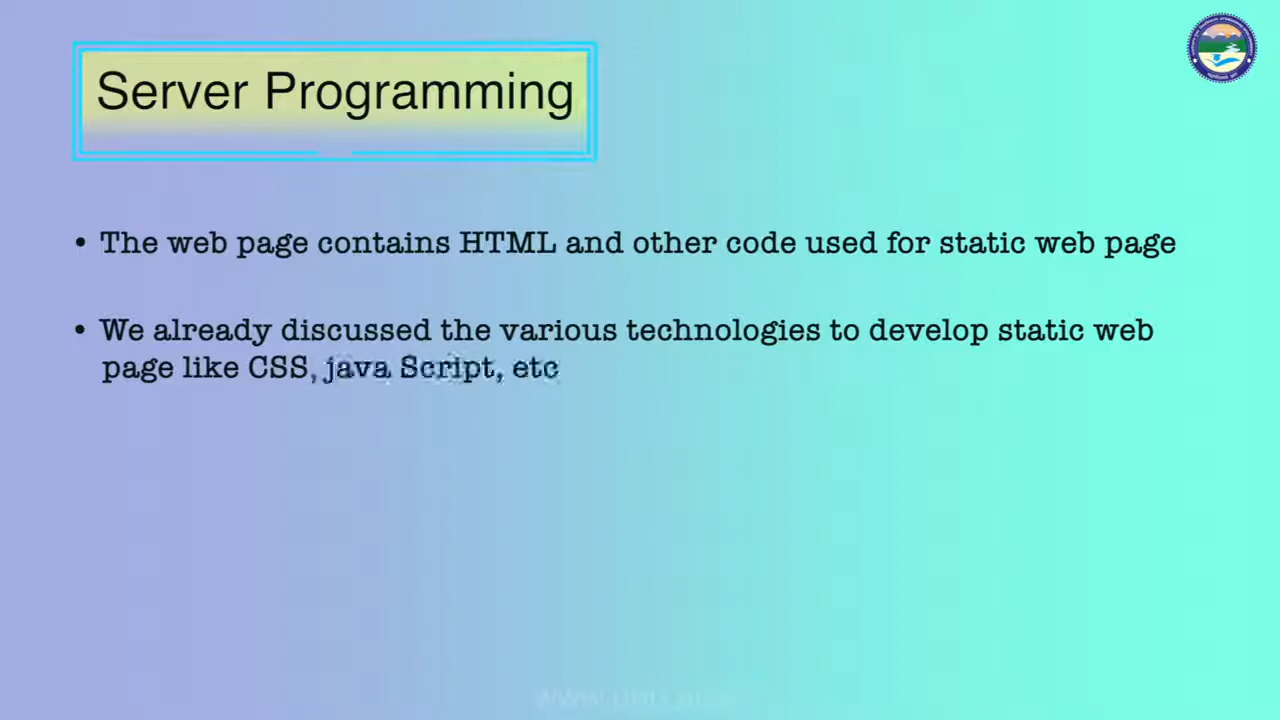 Server Programming
• The web page contains HTML and other code used for static web page
• We already discussed the various technologies to develop static web
page like CSS, java Script, etc